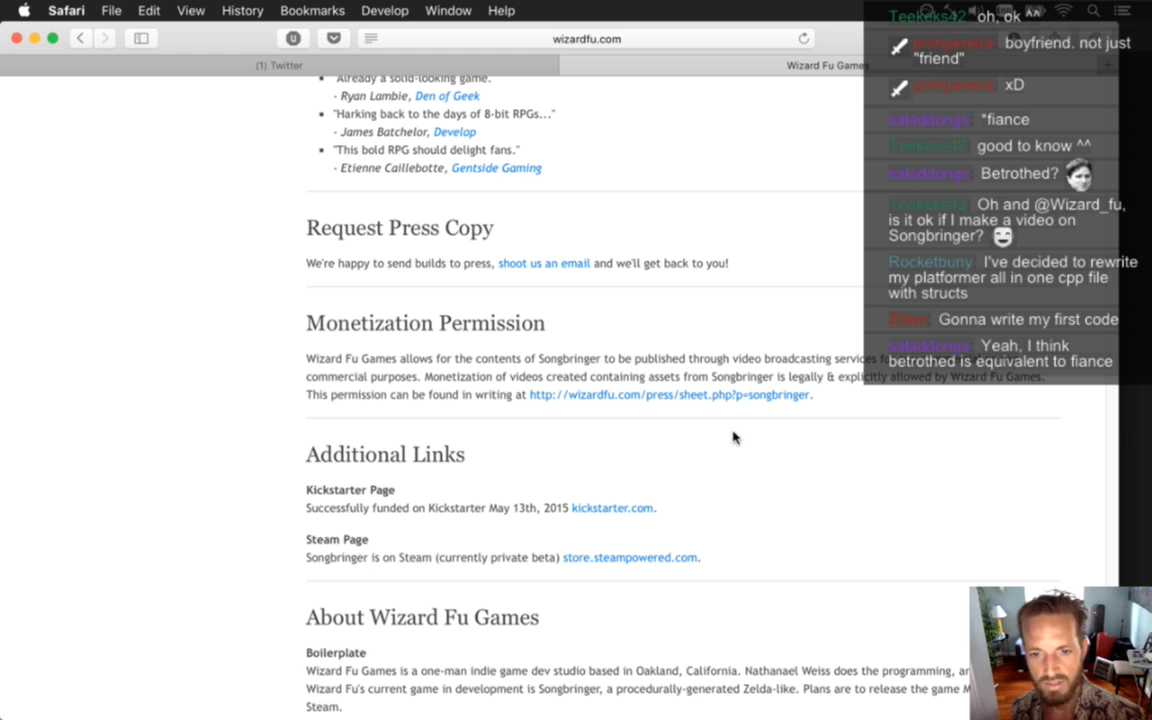 Safari File Edit View History Bookmarks Develop Window Help
wizardfu.com
(1) Twitter
Wizard Fu Games
"Already a solid-looking game."
- Ryan Lambie, Den of Geek
"Harking back to the days of 8-bit RPGs..."
- James Batchelor, Develop
"This bold RPG should delight fans."
- Etienne Caillebotte, Gentside Gaming
Request Press Copy
We're happy to send builds to press, shoot us an email and we'll get back to you!
Monetization Permission
Wizard Fu Games allows for the contents of Songbringer to be published through video broadcasting services
commercial purposes. Monetization of videos created containing assets from Songbringer is legally & explicitly allowed by Wizard Fu Games.
This permission can be found in writing at http://wizardfu.com/press/sheet.php?p=songbringer.
Additional Links
Kickstarter Page
Successfully funded on Kickstarter May 13th, 2015 kickstarter.com.
Steam Page
Songbringer is on Steam (currently private beta) store.steampowered.com.
About Wizard Fu Games
Boilerplate
Wizard Fu Games is a one-man indie game dev studio based in Oakland, California. Nathanael Weiss does the programming,
Wizard Fu's current game in development is Songbringer, a procedurally-generated Zelda-like. Plans are to release the game
Steam.
Teekeks42: oh, ok ^^
boyfriend. not just
"friend"
xD
saladdongs: *fiance
Teekeks42: good to know ^^
saladdongs: Betrothed?
Teekeks42: Oh and @Wizard_fu,
is it ok if I make a video on
Songbringer?
Rocketbuny: I've decided to rewrite
my platformer all in one cpp file
with structs
Gonna write my first code
saladdongs: Yeah, I think
betrothed is equivalent to fiance